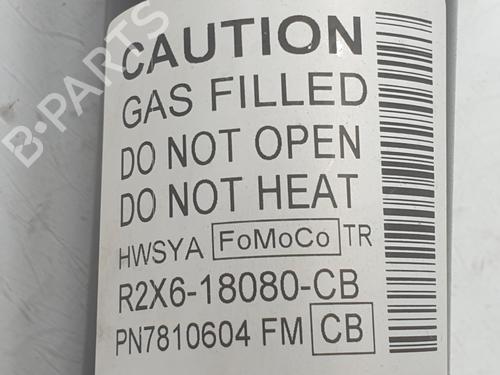 CAUTION
GAS FILLED
DO NOT OPEN
DO NOT HEAT
HWSYA FoMoCo TR
R2X6-18080-CB
PN7810604 FM CB
B-PARTS